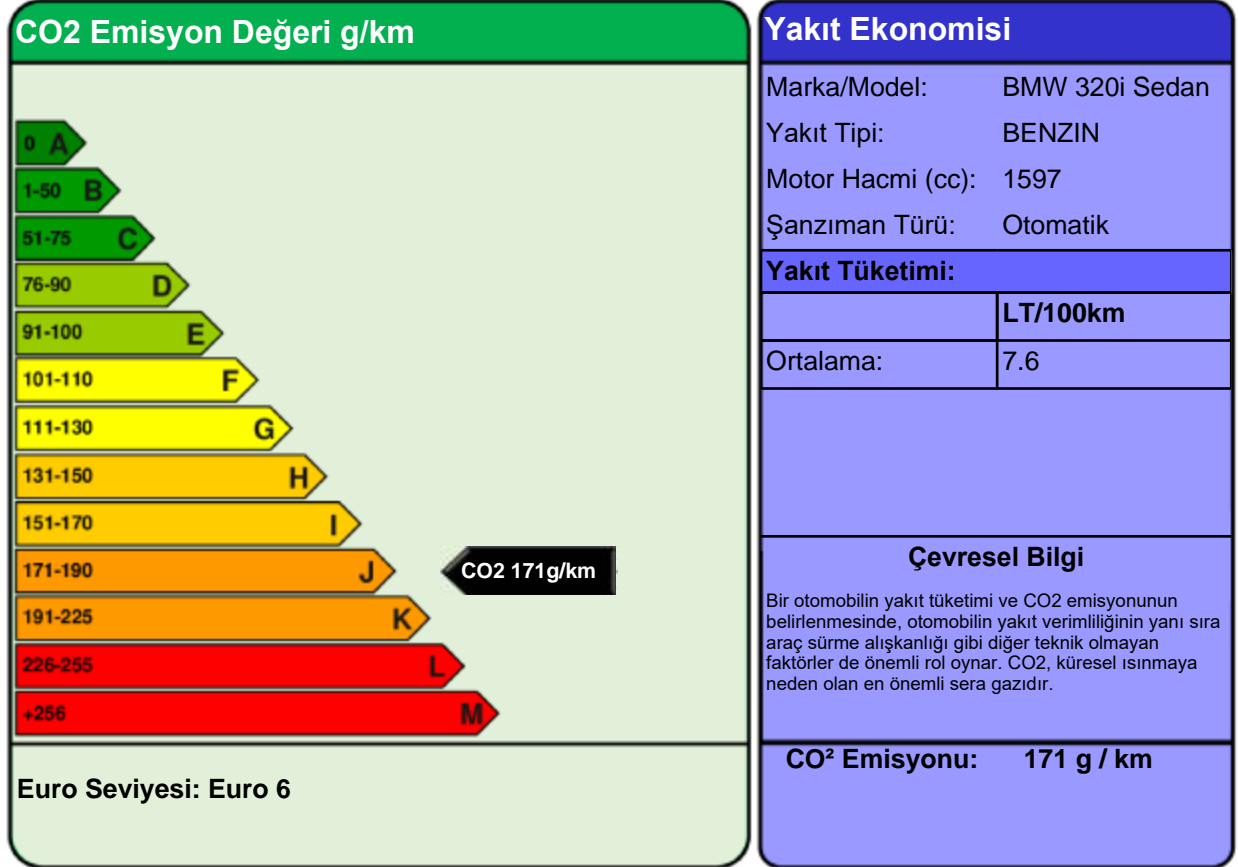 CO2 Emisyon Değeri g/km
0 A
1-50 B
51-75 C
76-90 D
91-100 E
101-110 F
111-130 G
131-150 H
151-170 I
171-190 J
CO2 171g/km
191-225 K
226-255 L
+256 M
Euro Seviyesi: Euro 6
Yakıt Ekonomisi
Marka/Model: BMW 320i Sedan
Yakıt Tipi: BENZIN
Motor Hacmi (cc): 1597
Şanzıman Türü: Otomatik
Yakıt Tüketimi:
LT/100km
Ortalama: 7.6
Çevresel Bilgi
Bir otomobilin yakıt tüketimi ve CO2 emisyonunun
belirlenmesinde, otomobilin yakıt verimliliğinin yanı sıra
araç sürme alışkanlığı gibi diğer teknik olmayan
faktörler de önemli rol oynar. CO2, küresel ısınmaya
neden olan en önemli sera gazıdır.
CO² Emisyonu: 171 g / km